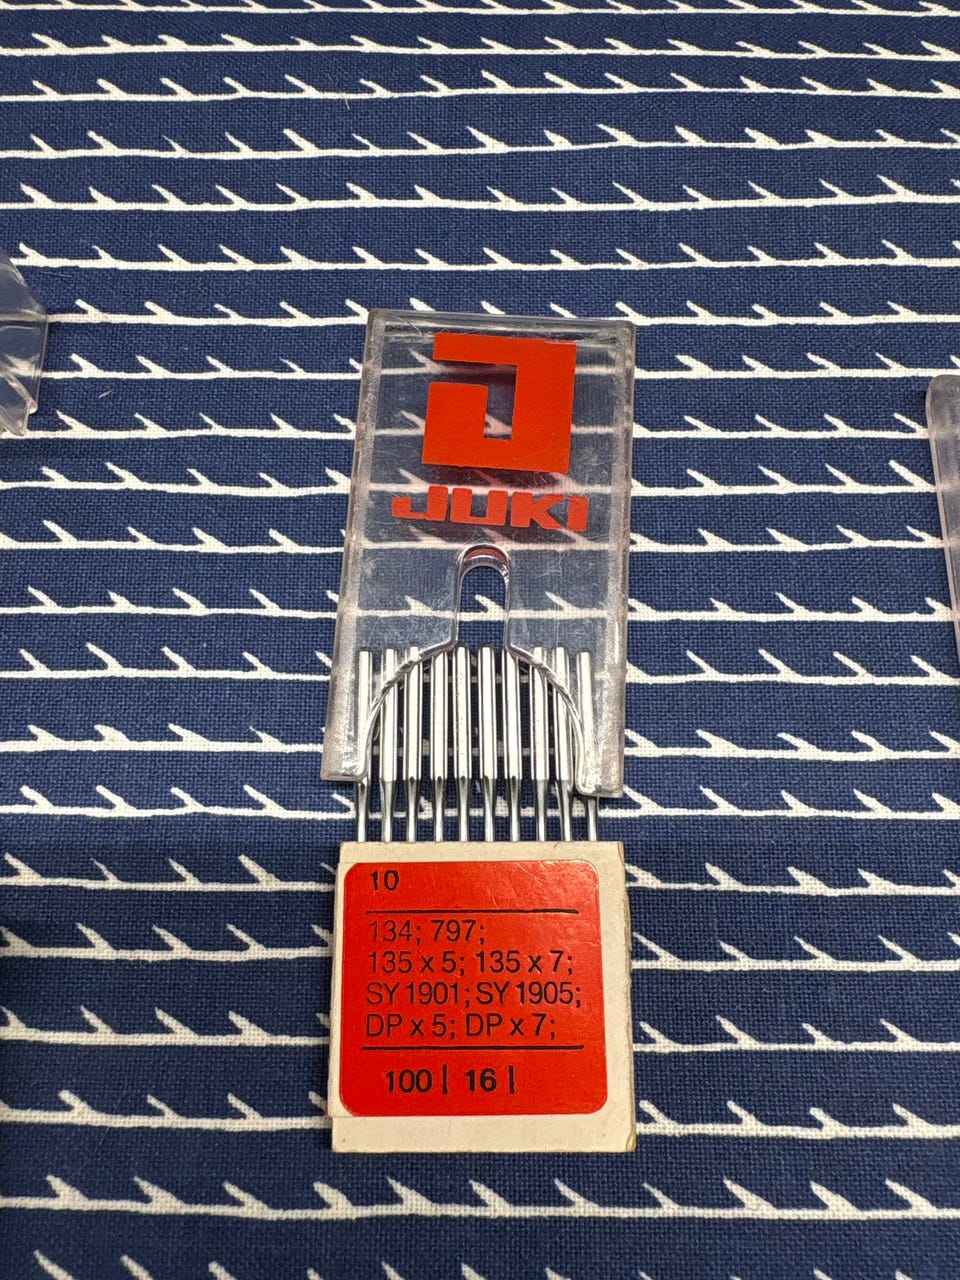 JUKI
10
134; 797;
135 x 5; 135 x 7;
SY 1901; SY 1905;
DP x 5; DP x 7;
100 | 16 |